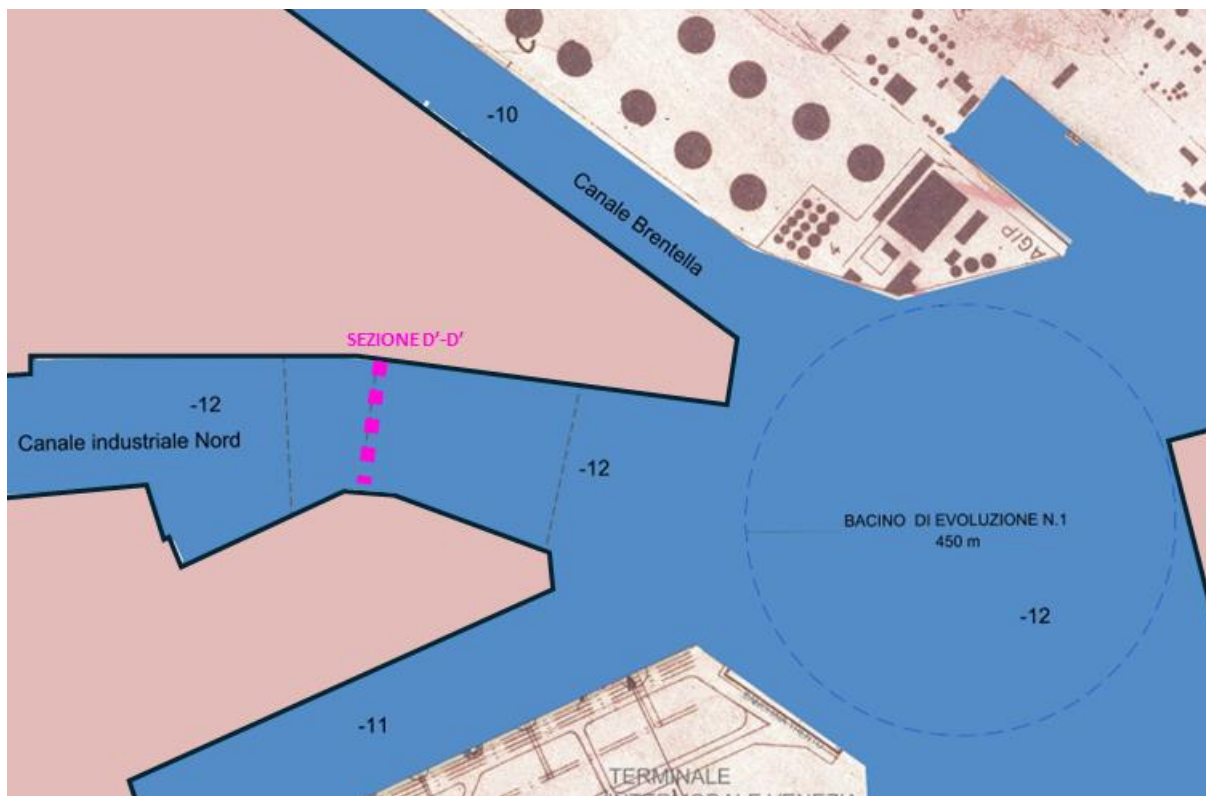 -10
Canale Brentella
AGIP
SEZIONE D'-D'
-12
Canale industriale Nord
-12
BACINO DI EVOLUZIONE N.1
450 m
-12
-11
TERMINALE